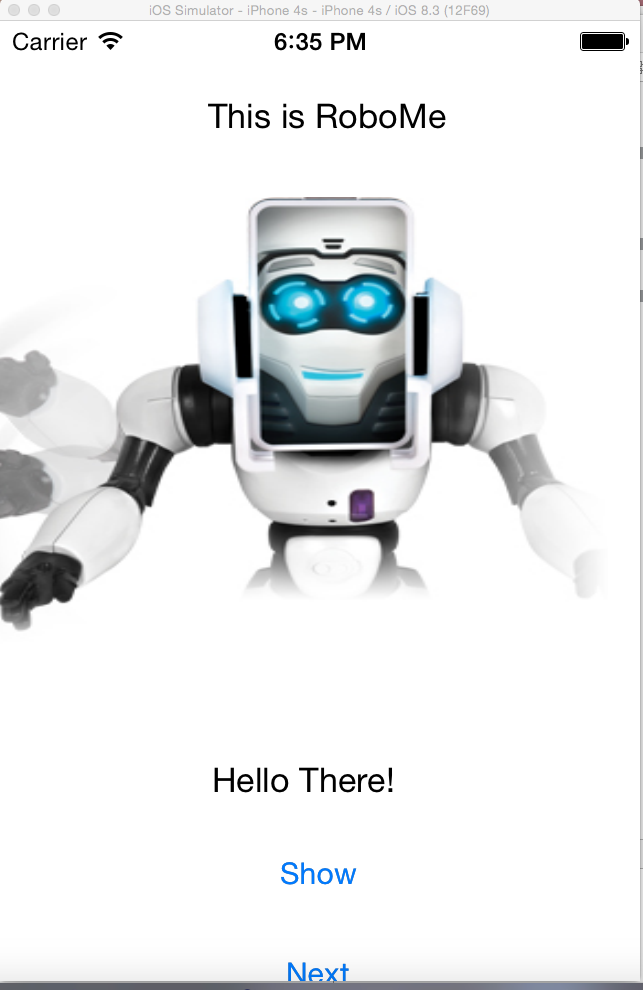 iOS Simulator - iPhone 4s - iPhone 4s / iOS 8.3 (12F69)
Carrier 6:35 PM
This is RoboMe
Hello There!
Show
Next